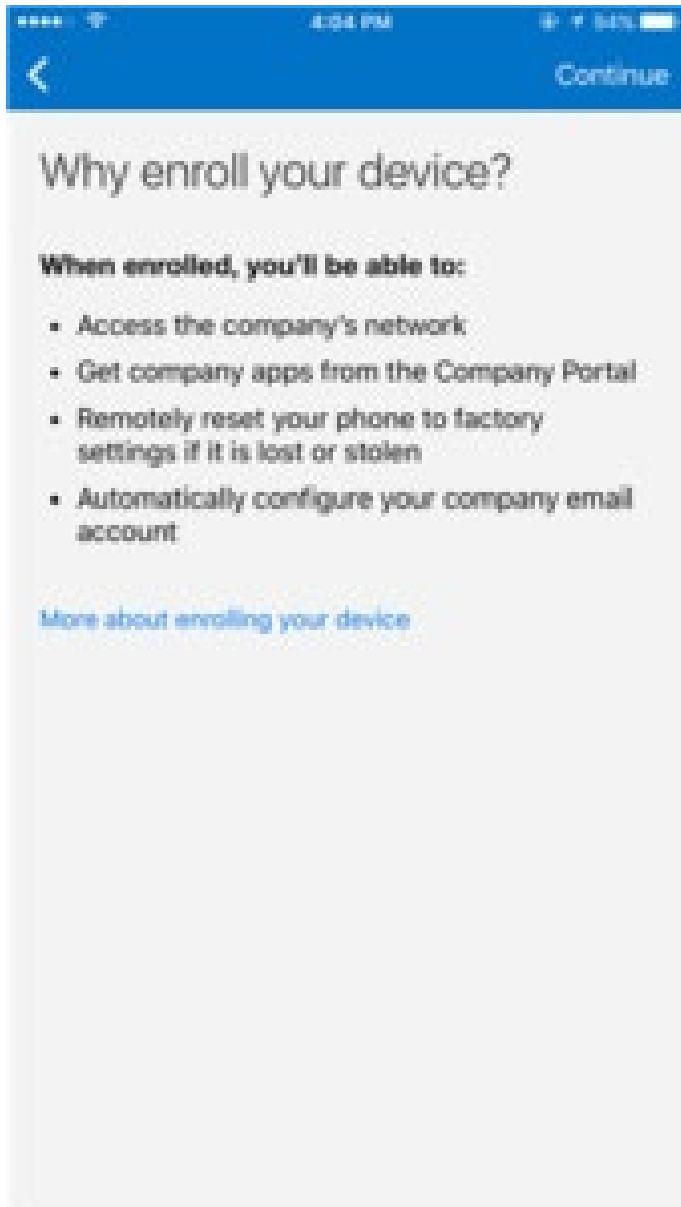 4:04 PM
94%
Continue
Why enroll your device?
When enrolled, you'll be able to:
• Access the company's network
• Get company apps from the Company Portal
• Remotely reset your phone to factory
settings if it is lost or stolen
• Automatically configure your company email
account
More about enrolling your device